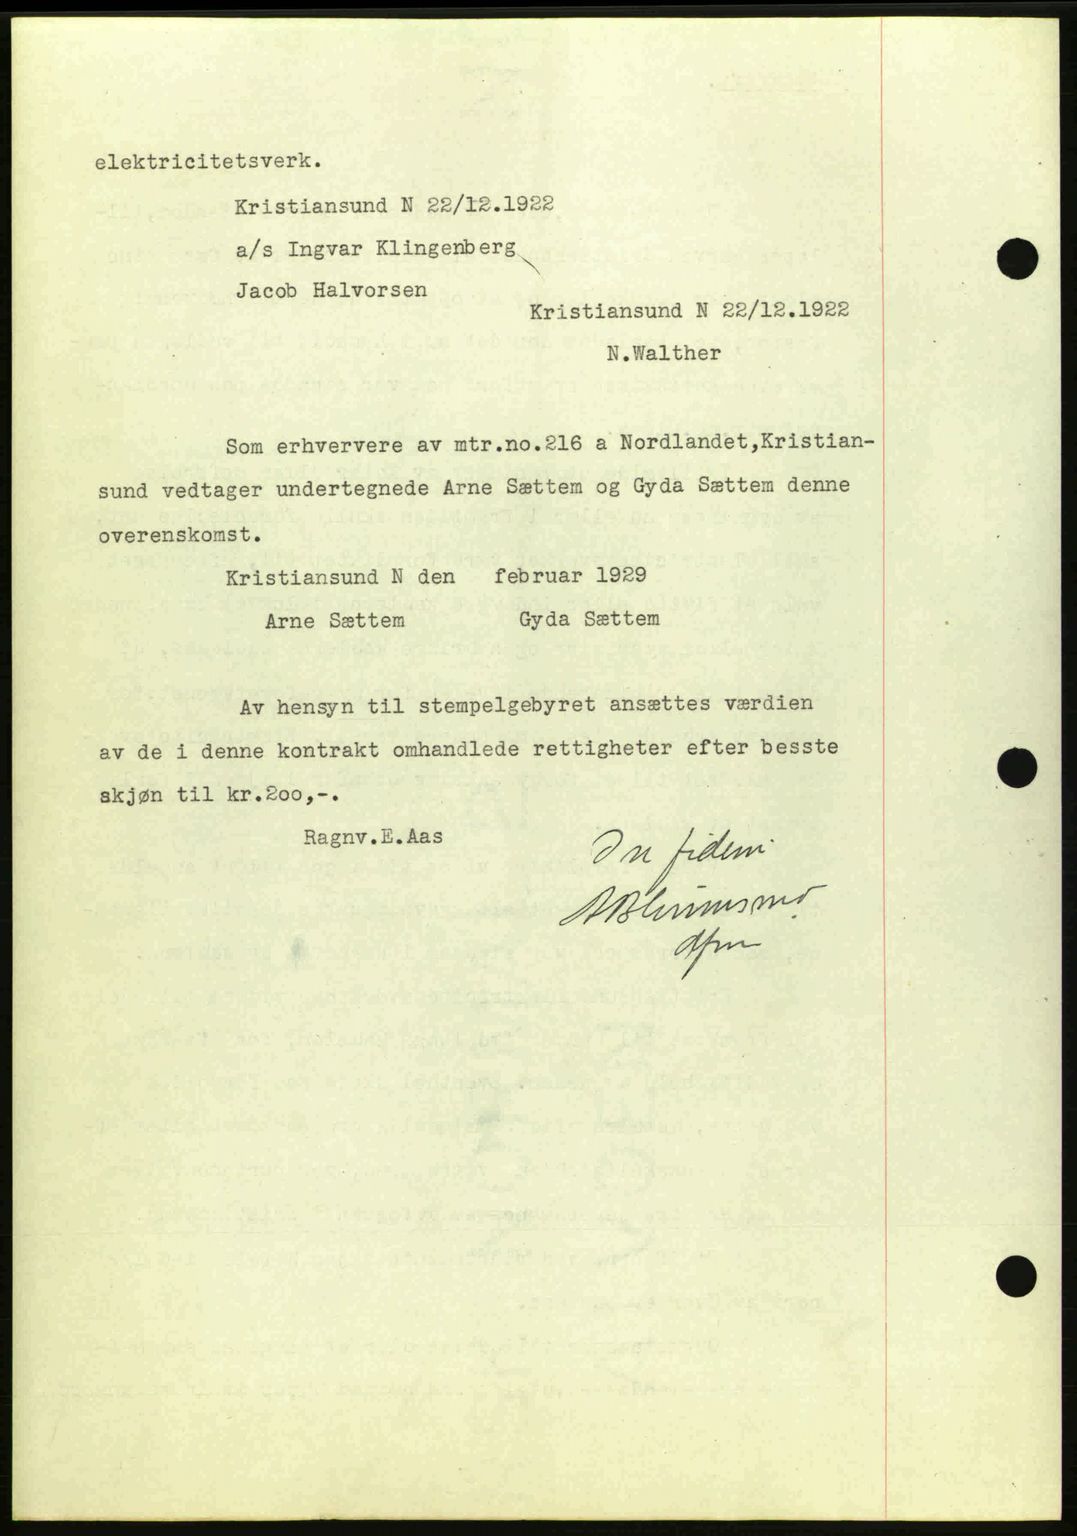 elektricitetsverk.
Kristiansund N 22/12.1922
a/s Ingvar Klingenberg
Jacob Halvorsen
Kristiansund N 22/12.1922
N.Walther
Som erhververe av mtr.no.216 a Nordlandet,Kristian-
sund vedtager undertegnede Arne Sættem og Gyda Sættem denne
overenskomst.
Kristiansund N den februar 1929
Arne Sættem Gyda Sættem
Av hensyn til stempelgebyret ansættes værdien
av de i denne kontrakt omhandlede rettigheter efter besste
skjøn til kr.2oo,-.
Ragnv.E.Aas
In fidem